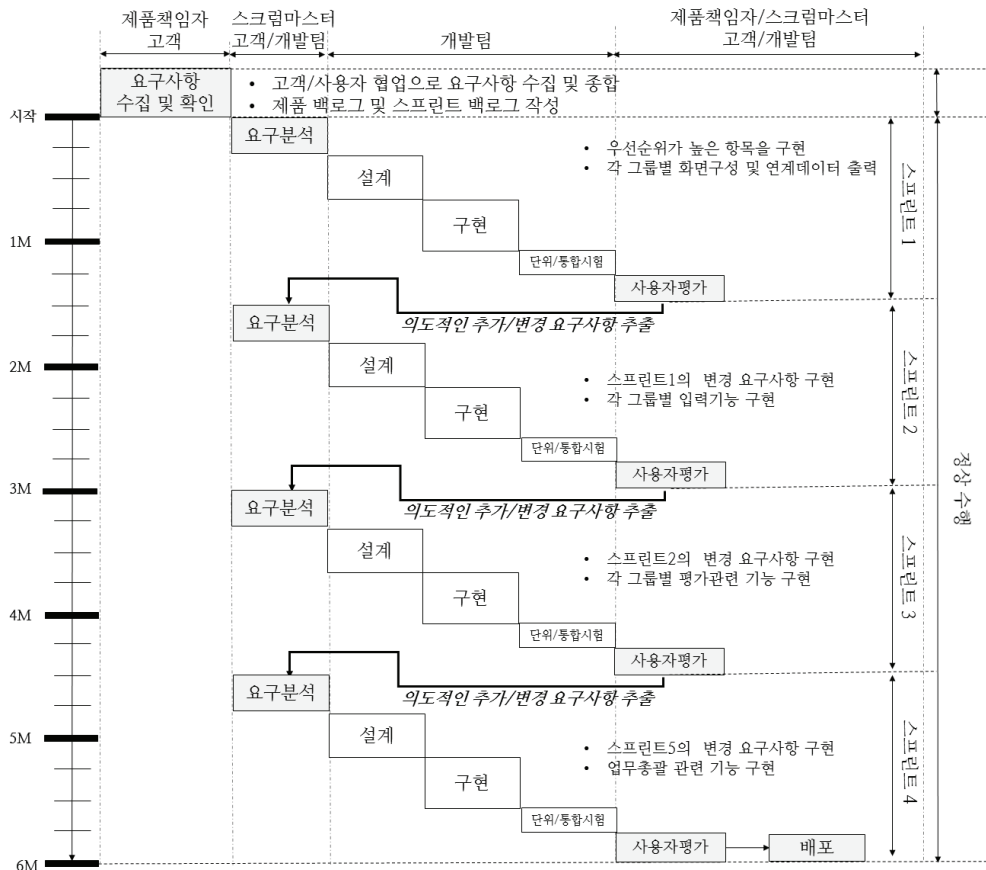 제품책임자
고객
스크럼마스터
고객/개발팀
개발팀
제품책임자/스크럼마스터
고객/개발팀
요구사항
수집 및 확인
• 고객/사용자 협업으로 요구사항 수집 및 종합
• 제품 백로그 및 스프린트 백로그 작성
시작
요구분석
• 우선순위가 높은 항목을 구현
• 각 그룹별 화면구성 및 연계데이터 출력
설계
구현
스프린트 1
1M
단위/통합시험
사용자평가
의도적인 추가/변경 요구사항 추출
요구분석
2M
설계
• 스프린트1의 변경 요구사항 구현
• 각 그룹별 입력기능 구현
구현
스프린트 2
단위/통합시험
사용자평가
정상 수행
3M
의도적인 추가/변경 요구사항 추출
요구분석
설계
• 스프린트2의 변경 요구사항 구현
• 각 그룹별 평가관련 기능 구현
구현
스프린트 3
4M
단위/통합시험
사용자평가
의도적인 추가/변경 요구사항 추출
요구분석
5M
설계
• 스프린트5의 변경 요구사항 구현
• 업무총괄 관련 기능 구현
구현
스프린트 4
단위/통합시험
사용자평가
배포
6M